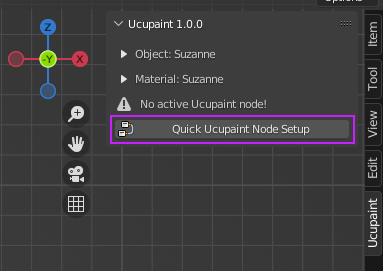 Options
Ucupaint 1.0.0
Object: Suzanne
Material: Suzanne
No active Ucupaint node!
Quick Ucupaint Node Setup
Z
-Y
X
Item
Tool
View
Edit
Ucupaint